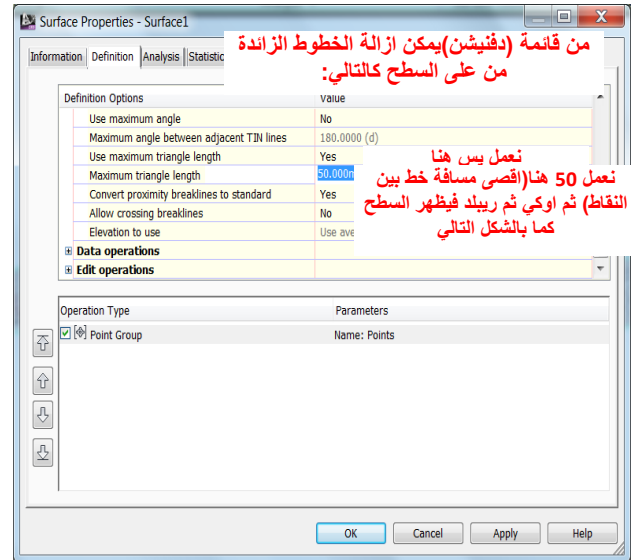 Surface Properties - Surface1
من قائمة (دفنيشن)يمكن ازالة الخطوط الزائدة
من على السطح كالتالي:
Information Definition Analysis Statistic
Definition Options Value
Use maximum angle No
Maximum angle between adjacent TIN lines 180.0000 (d)
Use maximum triangle length Yes
نعمل يس هنا
Maximum triangle length 50.000m
نعمل 50 هنا(اقصى مسافة خط بين
النقاط) ثم اوكي ثم ريبلد فيظهر السطح
كما بالشكل التالي
Convert proximity breaklines to standard Yes
Allow crossing breaklines No
Elevation to use Use ave
Data operations
Edit operations
Operation Type Parameters
Point Group Name: Points
OK Cancel Apply Help